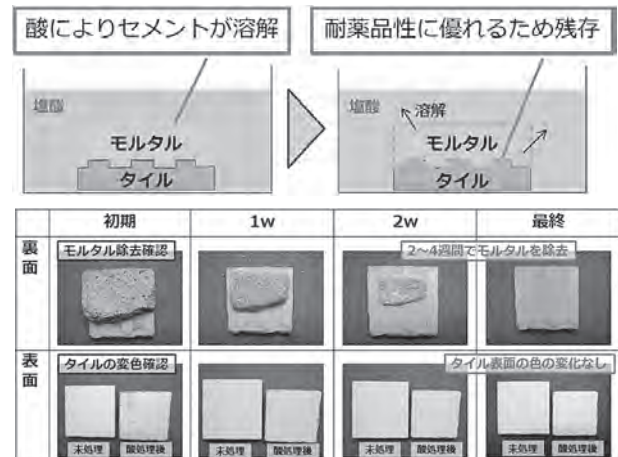 酸によりセメントが溶解
耐薬品性に優れるため残存
塩酸
モルタル
タイル
塩酸
溶解
モルタル
タイル
初期
1w
2w
最終
裏面
モルタル除去確認
2～4週間でモルタルを除去
表面
タイルの変色確認
タイル表面の色の変化なし
未処理
酸処理後
未処理
酸処理後
未処理
酸処理後
未処理
酸処理後